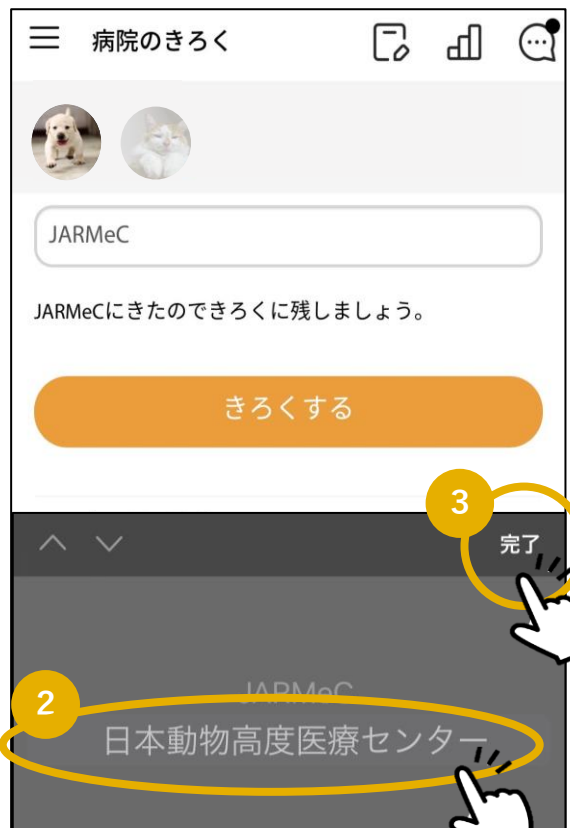 病院のきろく
JARMeC
JARMeCにきたのできろくに残しましょう。
きろくする
3
完了
JARMeC
2
日本動物高度医療センター